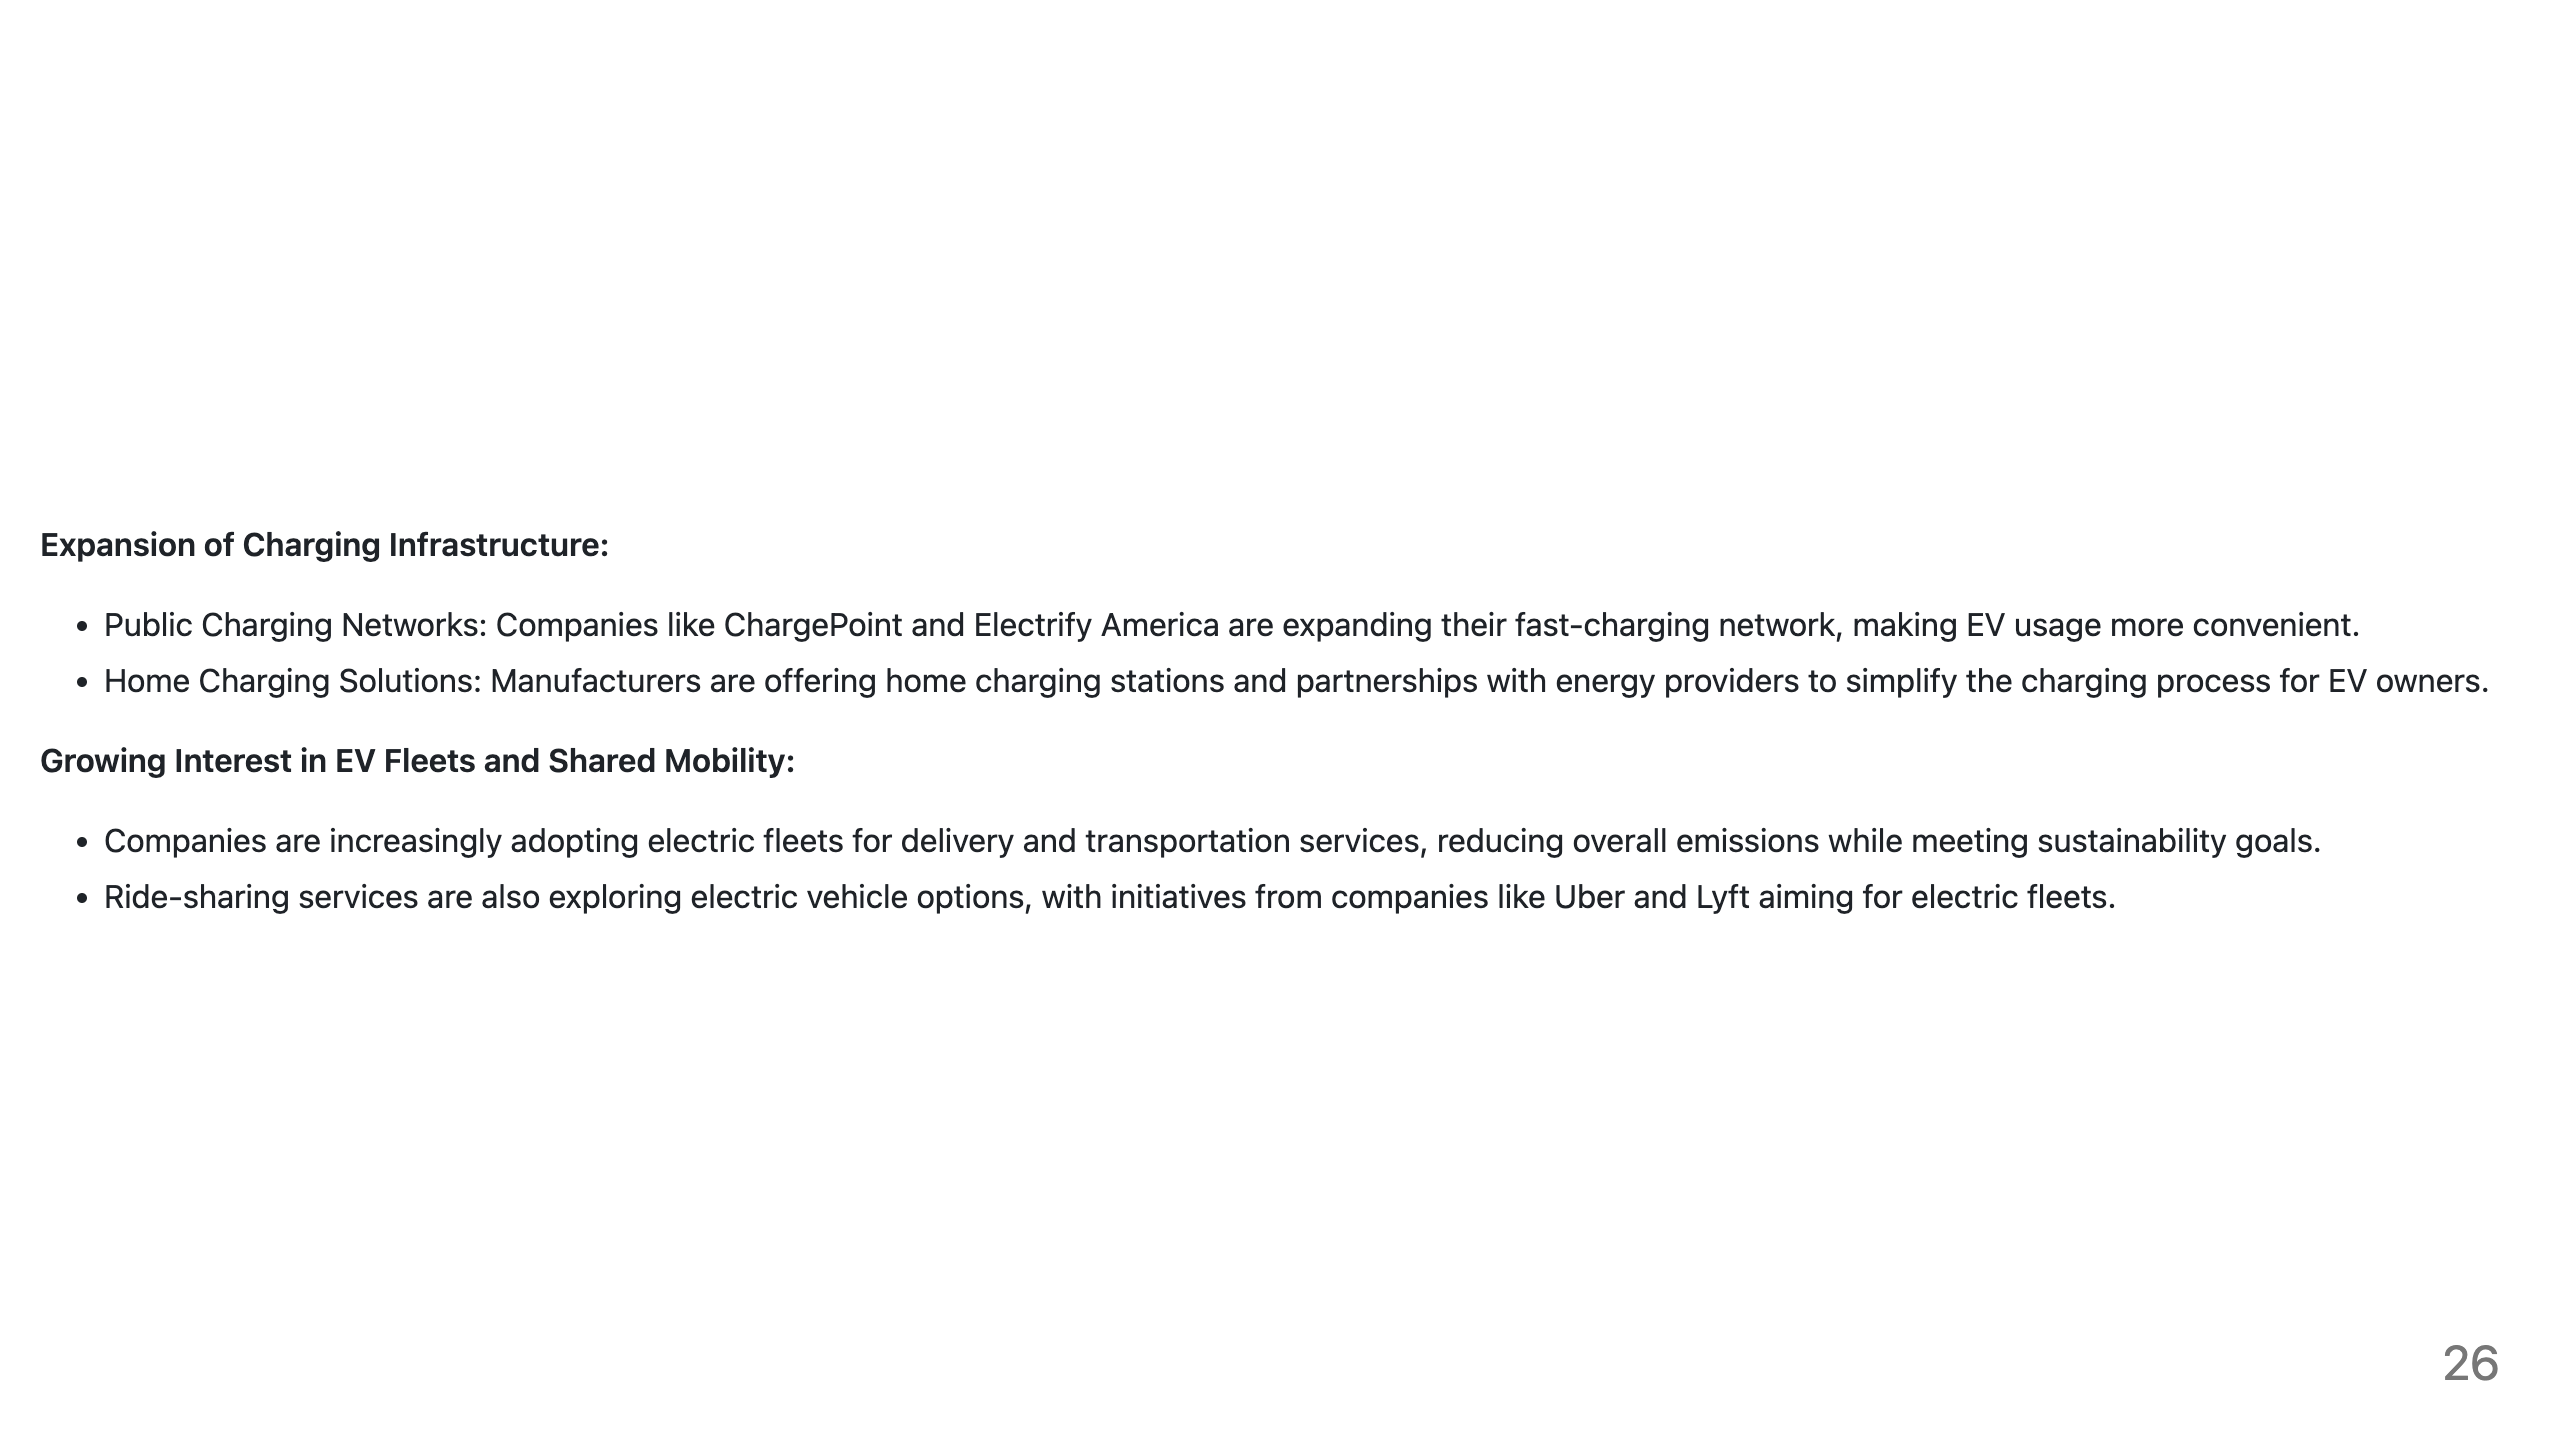 Expansion of Charging Infrastructure:
• Public Charging Networks: Companies like ChargePoint and Electrify America are expanding their fast-charging network, making EV usage more convenient.
• Home Charging Solutions: Manufacturers are offering home charging stations and partnerships with energy providers to simplify the charging process for EV owners.
Growing Interest in EV Fleets and Shared Mobility:
• Companies are increasingly adopting electric fleets for delivery and transportation services, reducing overall emissions while meeting sustainability goals.
• Ride-sharing services are also exploring electric vehicle options, with initiatives from companies like Uber and Lyft aiming for electric fleets.
26